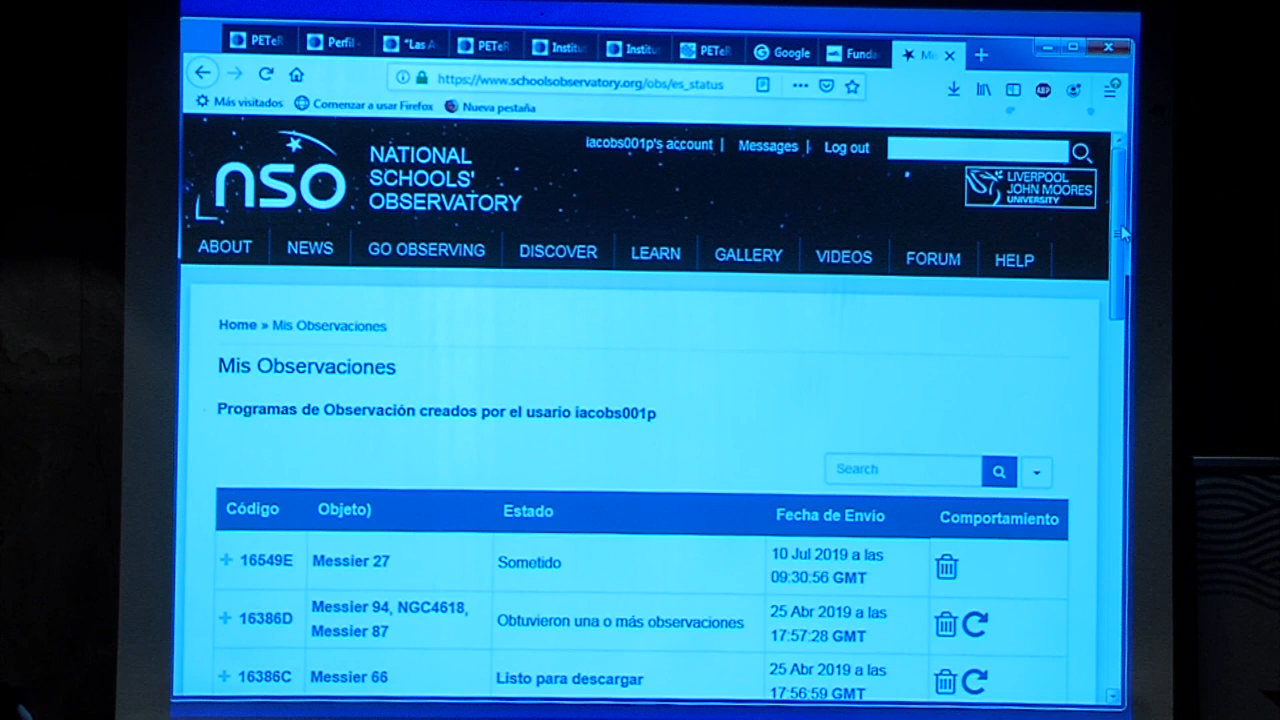 PETeR
Perfil
"Las A
PETeR
Institu
Institu
PETeR
Google
Funda
Mi
https://www.schoolsobservatory.org/obs/es_status
ABP
Más visitados
Comenzar a usar Firefox
Nueva pestaña
nso
NATIONAL
SCHOOLS'
OBSERVATORY
iacobs001p's account | Messages | Log out
LIVERPOOL
JOHN MOORES
UNIVERSITY
ABOUT NEWS GO OBSERVING DISCOVER LEARN GALLERY VIDEOS FORUM HELP
Home » Mis Observaciones
Mis Observaciones
Programas de Observación creados por el usario iacobs001p
Search
Código Objeto) Estado Fecha de Envío Comportamiento
16549E Messier 27 Sometido 10 Jul 2019 a las
09:30:56 GMT
16386D Messier 94, NGC4618,
Messier 87 Obtuvieron una o más observaciones 25 Abr 2019 a las
17:57:28 GMT
16386C Messier 66 Listo para descargar 25 Abr 2019 a las
17:56:59 GMT